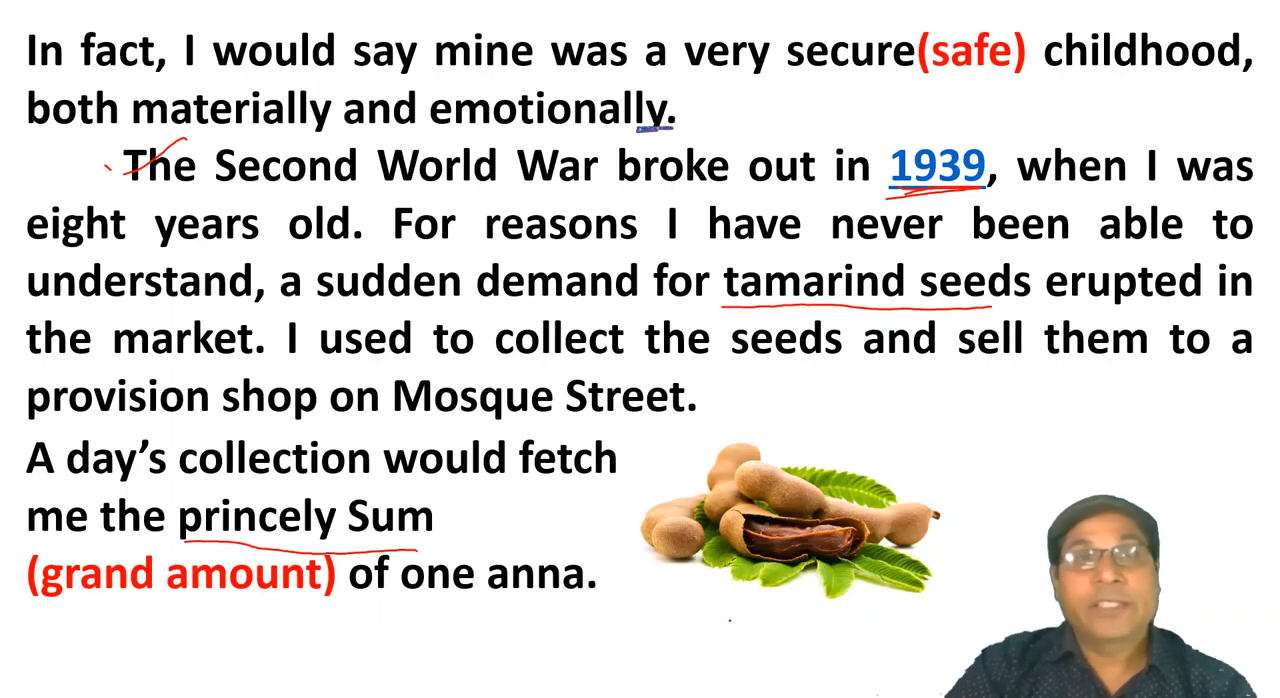 In fact, I would say mine was a very secure(safe) childhood,
both materially and emotionally.
The Second World War broke out in 1939, when I was
eight years old. For reasons I have never been able to
understand, a sudden demand for tamarind seeds erupted in
the market. I used to collect the seeds and sell them to a
provision shop on Mosque Street.
A day’s collection would fetch
me the princely Sum
(grand amount) of one anna.